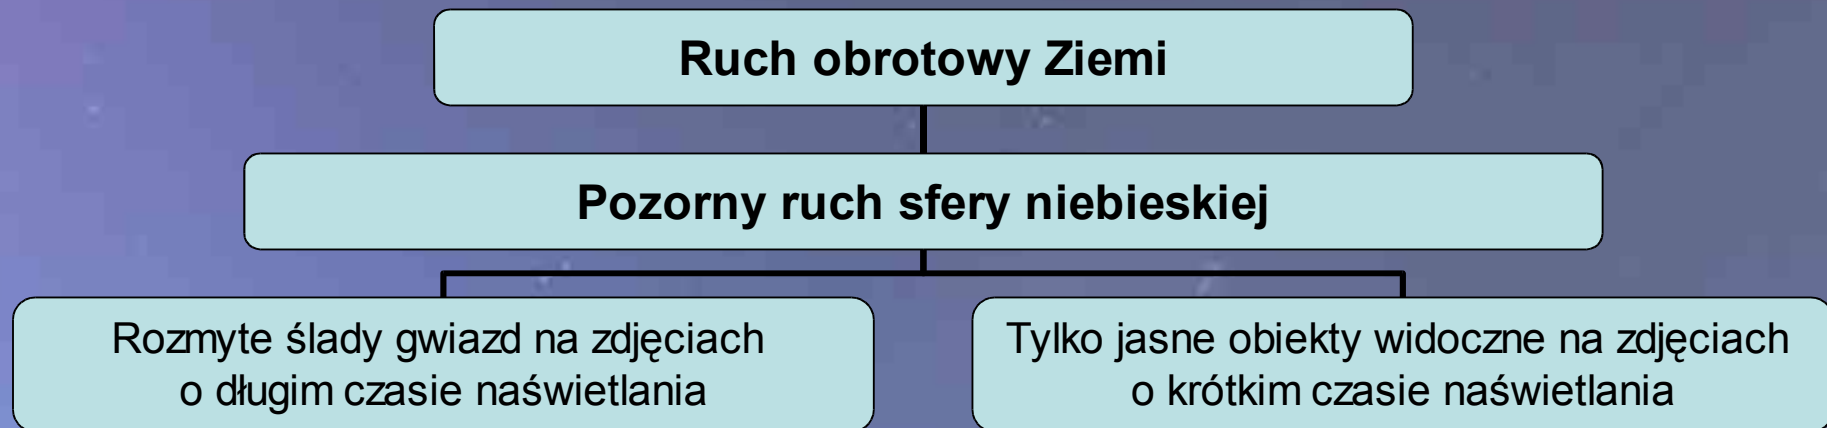 Ruch obrotowy Ziemi
Pozorny ruch sfery niebieskiej
Rozmyte ślady gwiazd na zdjęciach
o długim czasie naświetlania
Tylko jasne obiekty widoczne na zdjęciach
o krótkim czasie naświetlania